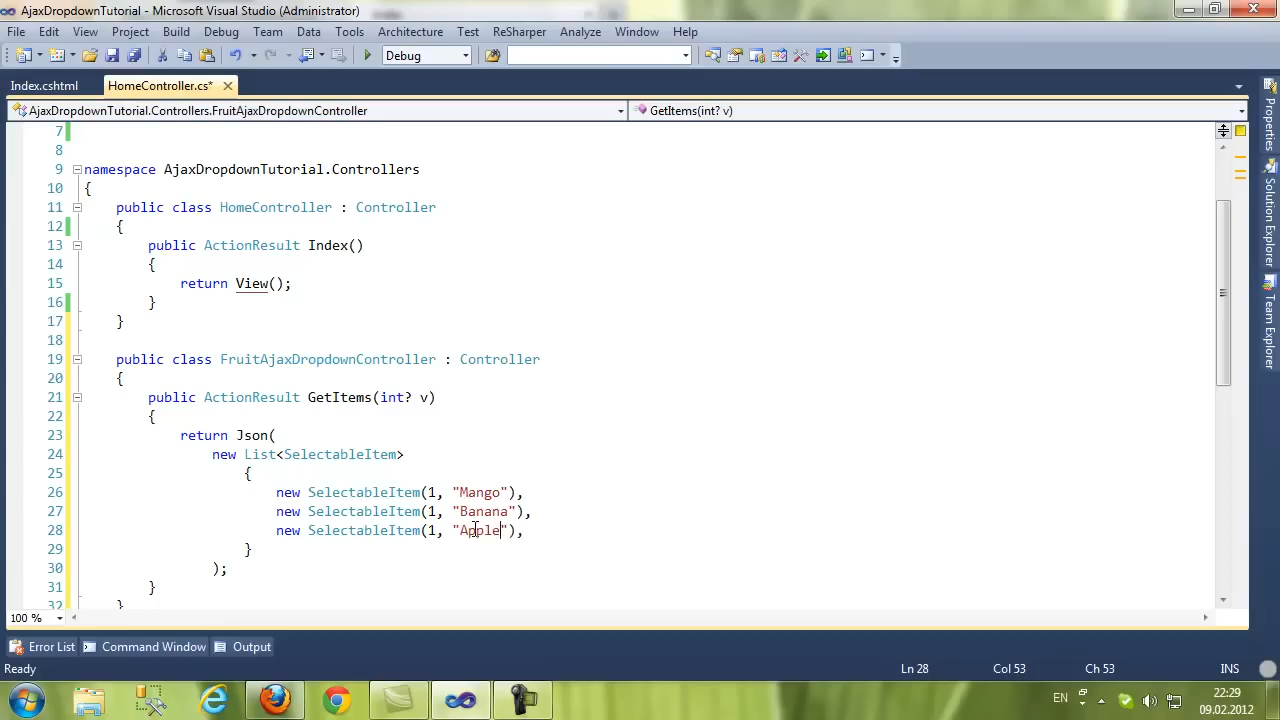 AjaxDropdownTutorial - Microsoft Visual Studio (Administrator)
File Edit View Project Build Debug Team Data Tools Architecture Test ReSharper Analyze Window Help
Debug
Index.cshtml HomeController.cs*
AjaxDropdownTutorial.Controllers.FruitAjaxDropdownController GetItems(int? v)
7
8
9 namespace AjaxDropdownTutorial.Controllers
10 {
11 public class HomeController : Controller
12 {
13 public ActionResult Index()
14 {
15 return View();
16 }
17 }
18
19 public class FruitAjaxDropdownController : Controller
20 {
21 public ActionResult GetItems(int? v)
22 {
23 return Json(
24 new List<SelectableItem>
25 {
26 new SelectableItem(1, "Mango"),
27 new SelectableItem(1, "Banana"),
28 new SelectableItem(1, "Apple"),
29 }
30 );
31 }
32 }
100 %
Properties
Solution Explorer
Team Explorer
Error List Command Window Output
Ready Ln 28 Col 53 Ch 53 INS
EN 22:29
09.02.2012